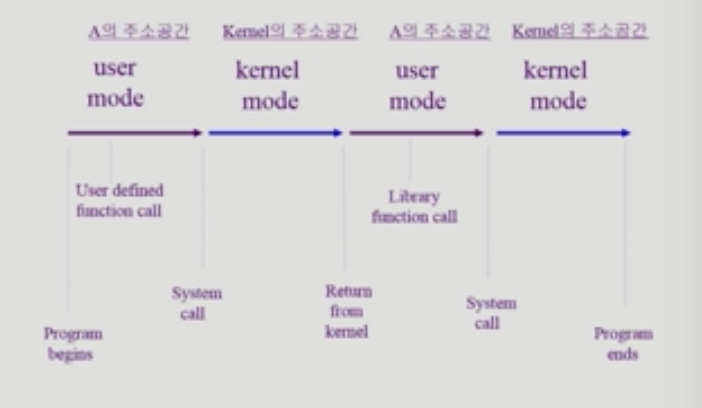 A의 주소공간 Kernel의 주소공간 A의 주소공간 Kernel의 주소공간
user kernel user kernel
mode mode mode mode
User defined
function call
Library
function call
System
call
Return
from
kernel
System
call
Program
begins
Program
ends